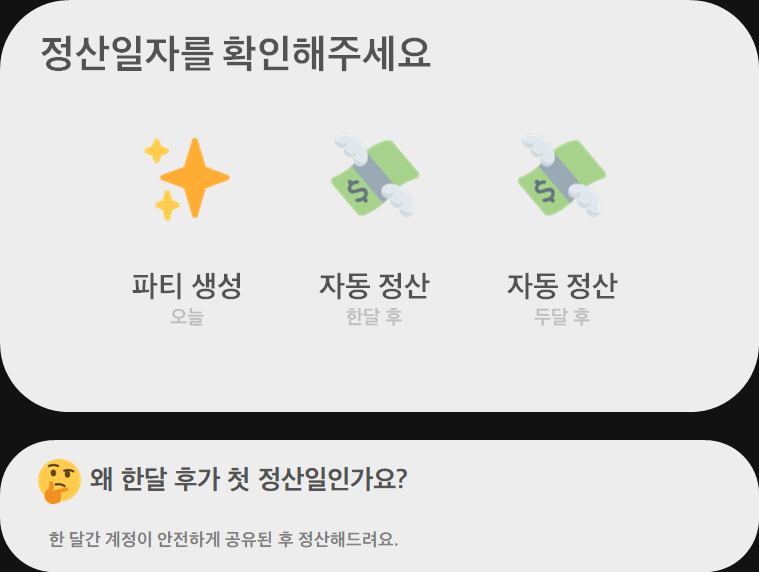 정산일자를 확인해주세요
파티 생성
자동 정산
자동 정산
오늘
한달 후
두달 후
왜 한달 후가 첫 정산일인가요?
한 달간 계정이 안전하게 공유된 후 정산해드려요.